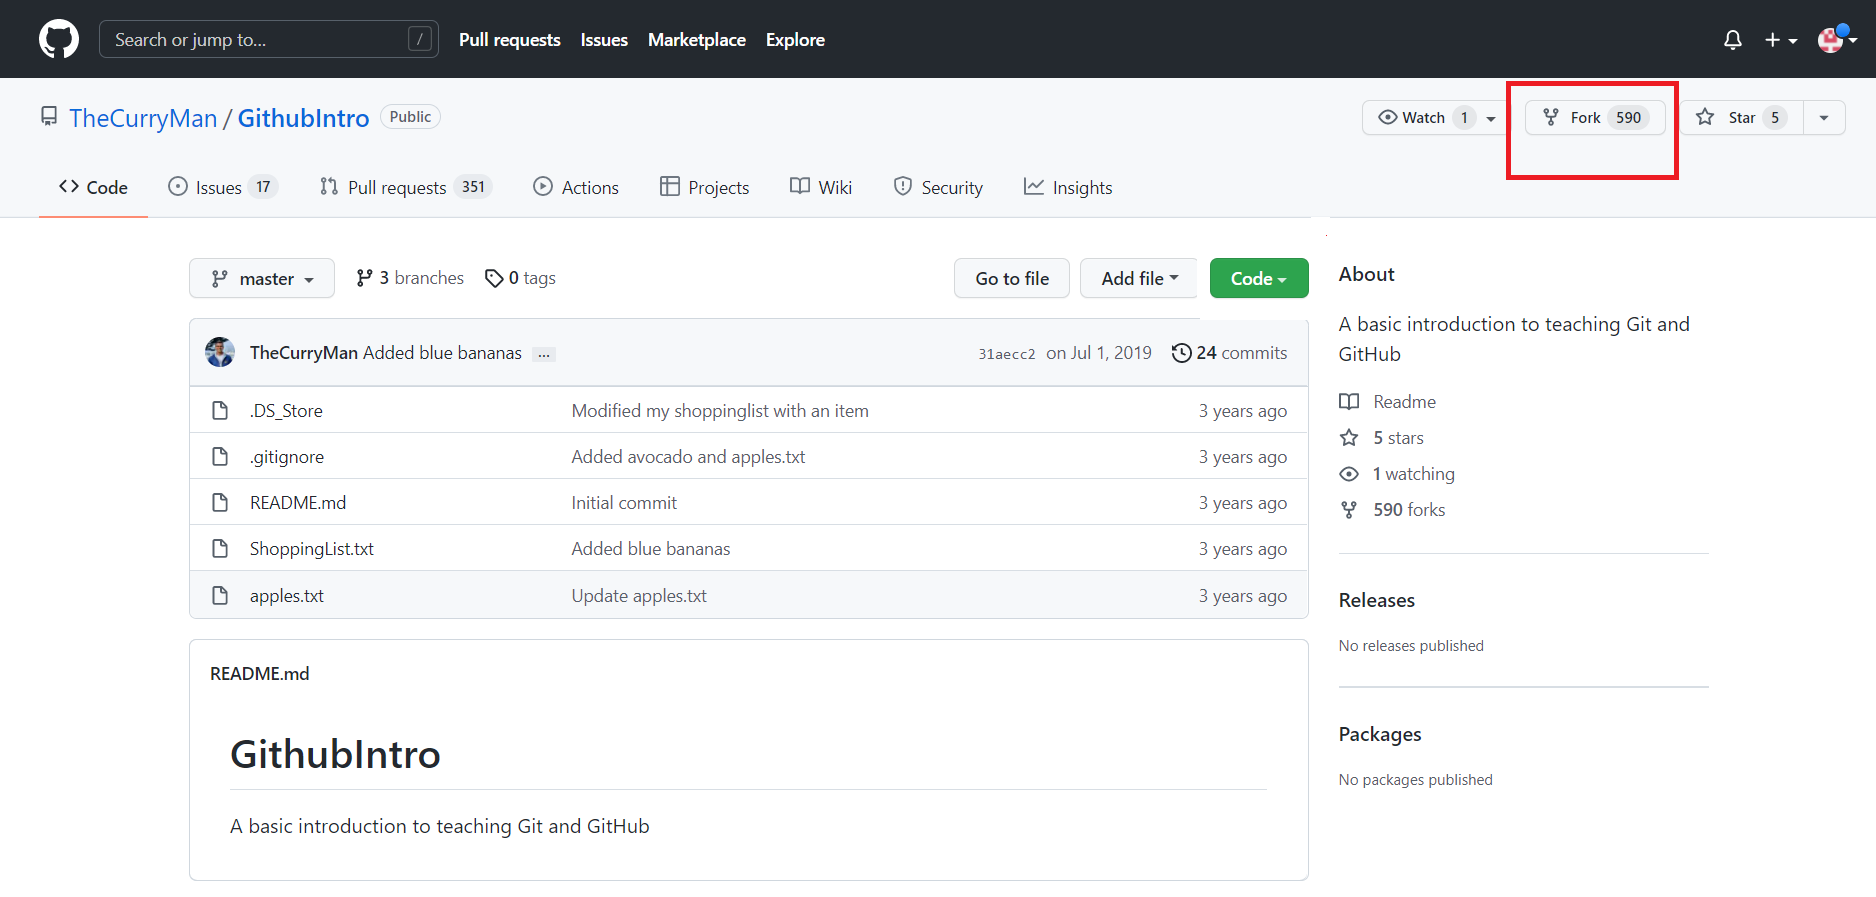 Search or jump to... / Pull requests Issues Marketplace Explore
TheCurryMan / GithubIntro Public Watch 1 Fork 590 Star 5
Code Issues 17 Pull requests 351 Actions Projects Wiki Security Insights
master 3 branches 0 tags Go to file Add file Code
TheCurryMan Added blue bananas ... 31aecc2 on Jul 1, 2019 24 commits
.DS_Store Modified my shoppinglist with an item 3 years ago
.gitignore Added avocado and apples.txt 3 years ago
README.md Initial commit 3 years ago
ShoppingList.txt Added blue bananas 3 years ago
apples.txt Update apples.txt 3 years ago
README.md
GithubIntro
A basic introduction to teaching Git and GitHub
About
A basic introduction to teaching Git and
GitHub
Readme
5 stars
1 watching
590 forks
Releases
No releases published
Packages
No packages published